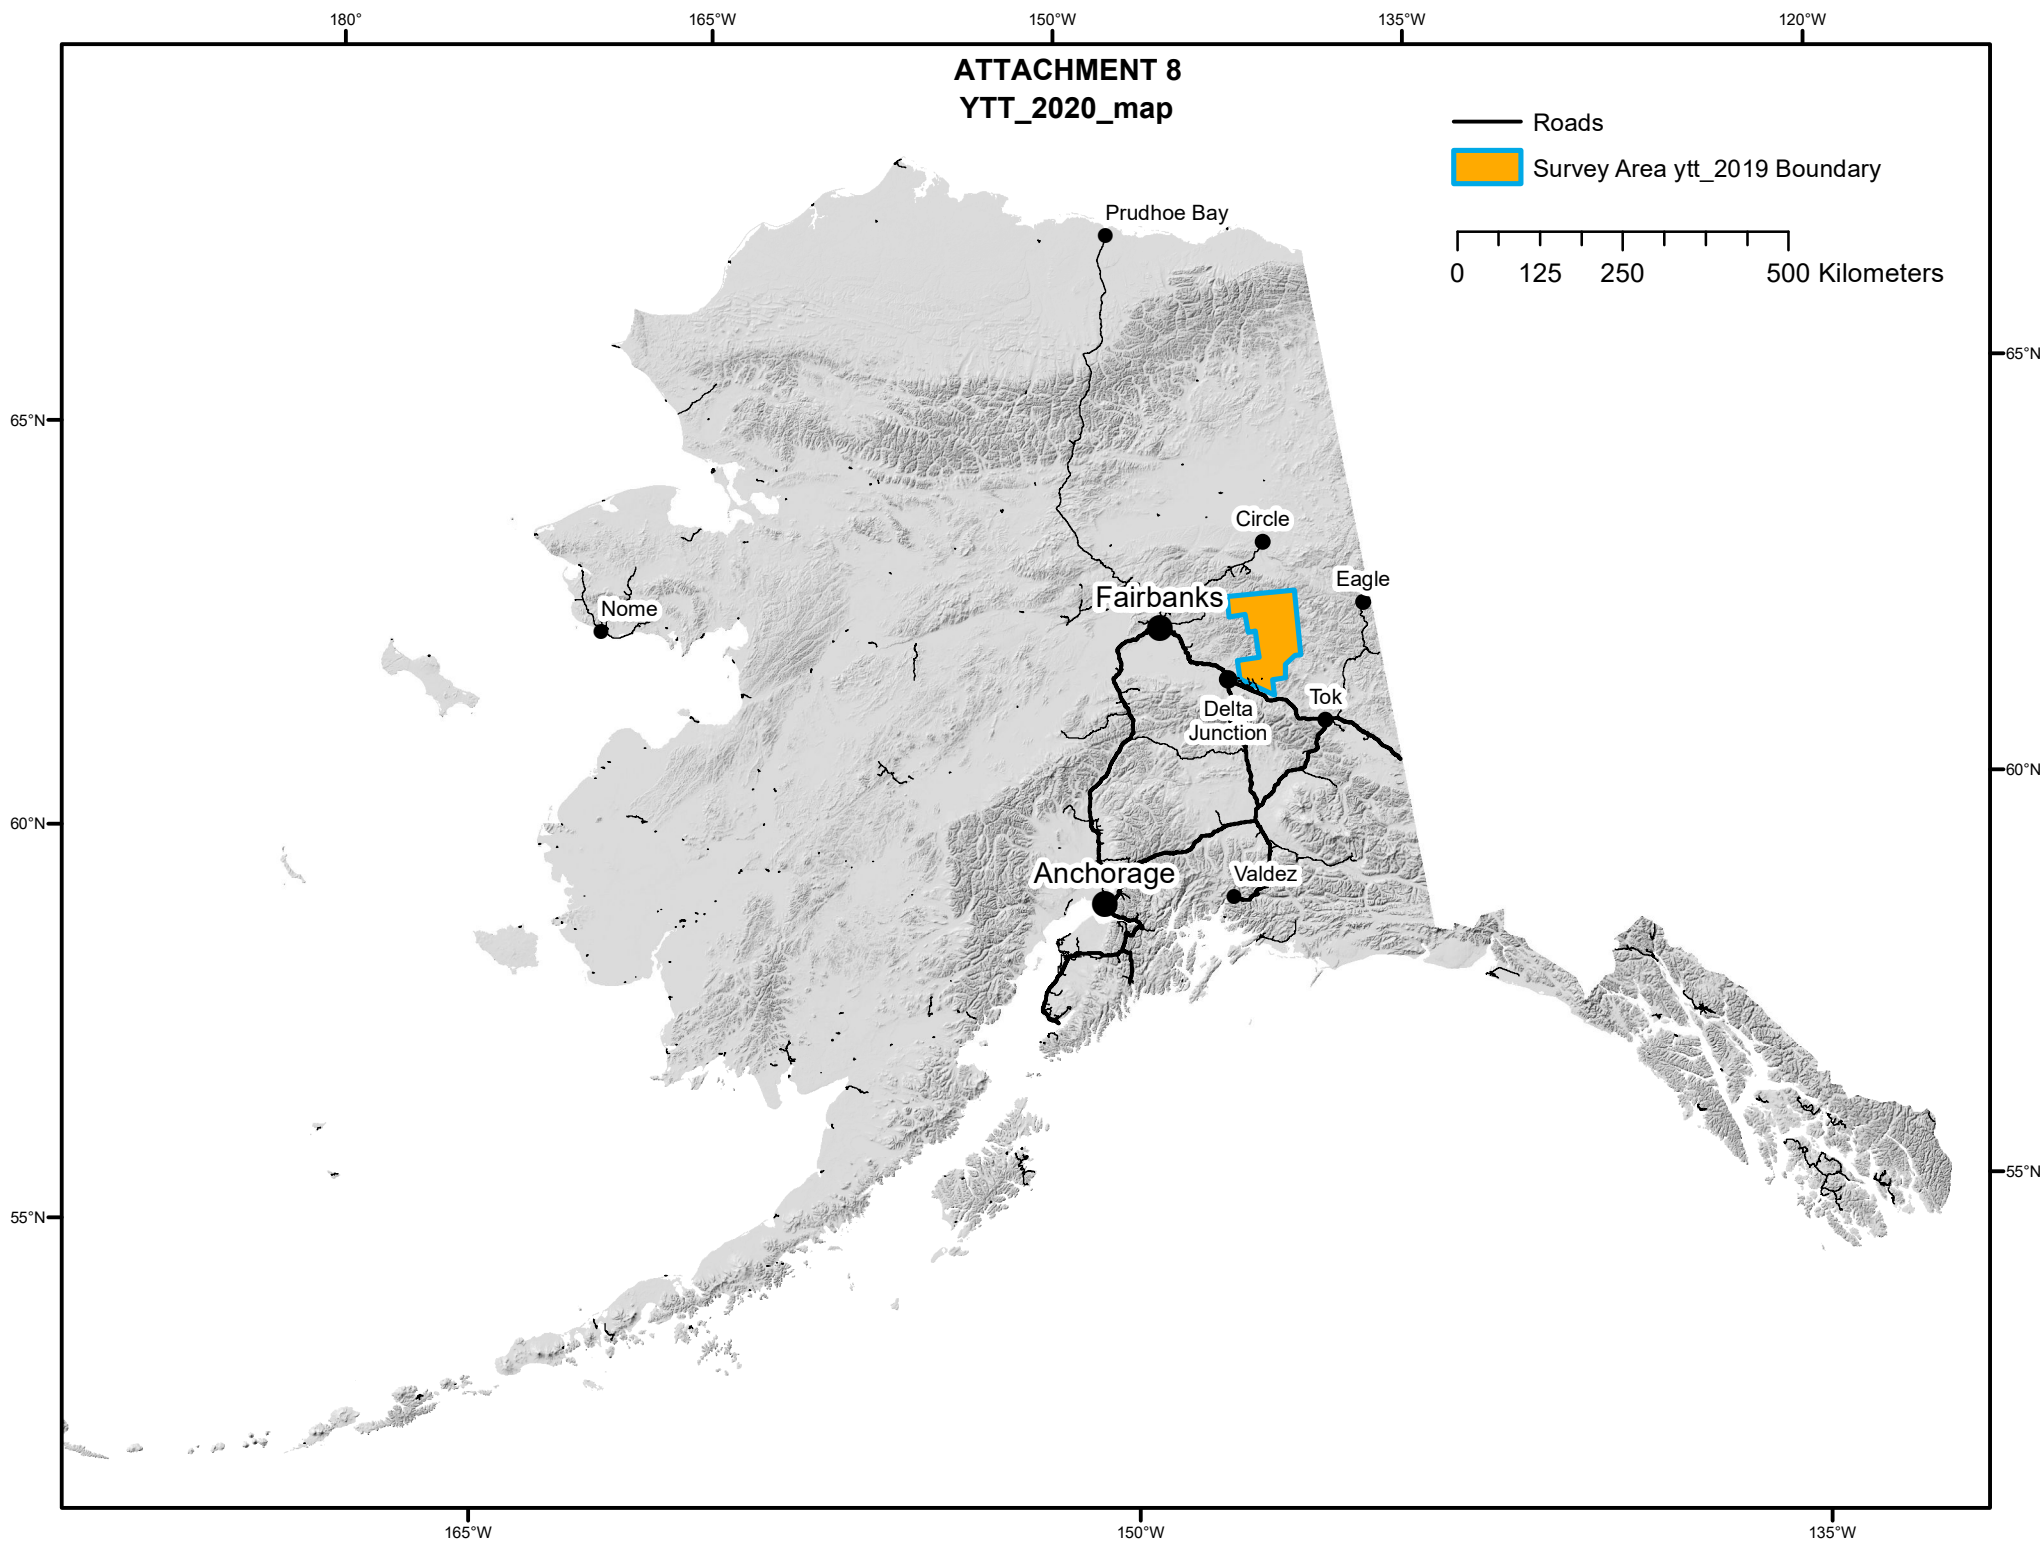 180°
165°W
150°W
135°W
120°W
ATTACHMENT 8
YTT_2020_map
Roads
Survey Area ytt_2019 Boundary
0
125
250
500 Kilometers
Prudhoe Bay
65°N
65°N
Circle
Eagle
Fairbanks
Nome
Tok
Delta
Junction
60°N
60°N
Anchorage
Valdez
55°N
55°N
165°W
150°W
135°W